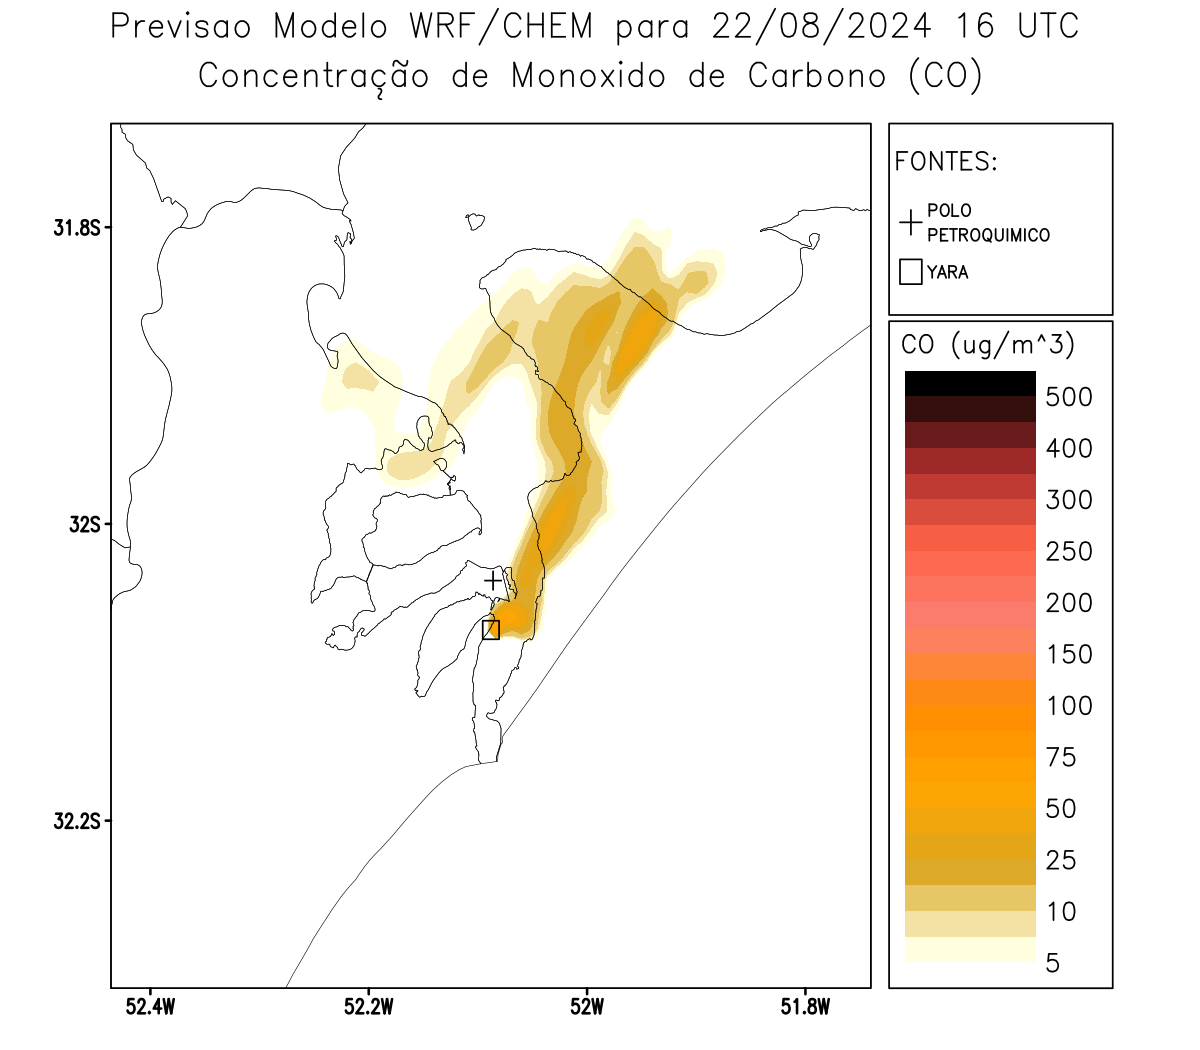 Previsao Modelo WRF/CHEM para 22/08/2024 16 UTC
Concentração de Monoxido de Carbono (CO)
FONTES:
POLO
PETROQUIMICO
YARA
CO (ug/m^3)
500
400
300
250
200
150
100
75
50
25
10
5
31.8S
32S
32.2S
52.4W
52.2W
52W
51.8W